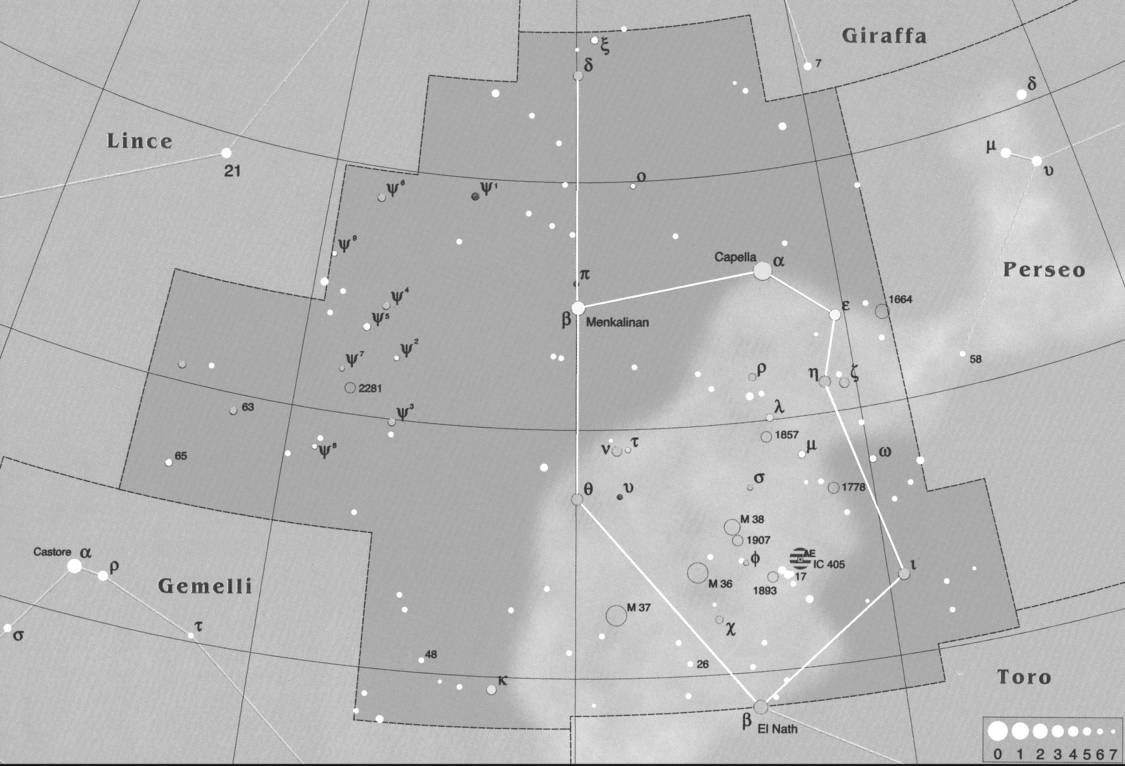 ξ
Giraffa
δ
7
δ
Lince
μ
υ
21
ψ⁶
ψ¹
ο
ψ⁹
Capella
α
Perseo
π
ψ⁴
ε
1664
β
Menkalinan
ψ⁵
ψ²
58
ψ⁷
2281
ρ
η
ζ
63
ψ³
λ
1857
ψ⁸
ν
τ
μ
ω
65
θ
υ
σ
1778
M 38
1907
Castore
α
ρ
AE
IC 405
φ
ι
Gemelli
M 36
17
1893
M 37
σ
τ
χ
48
26
κ
Toro
β
El Nath
0 1 2 3 4 5 6 7